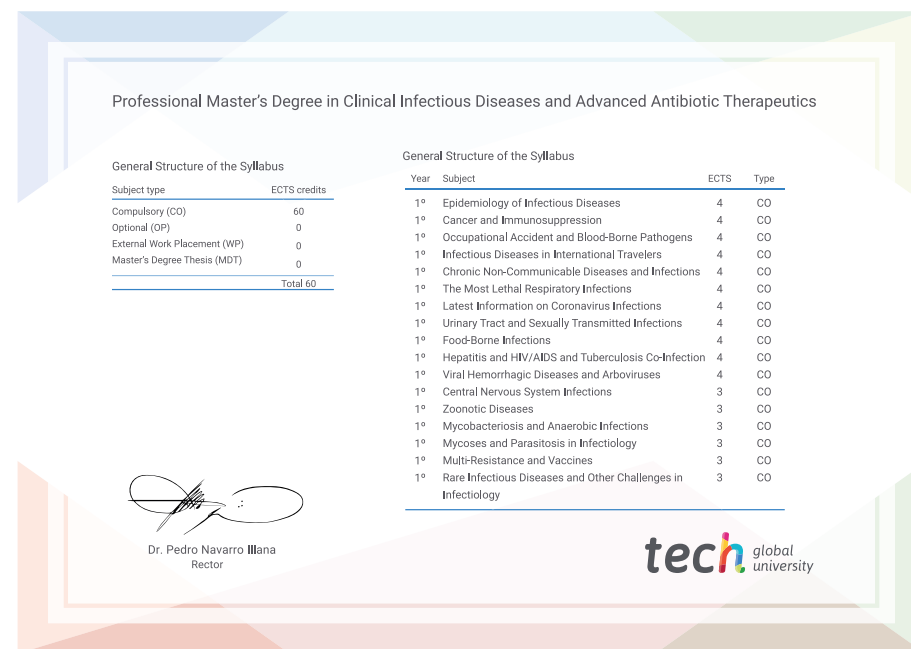 Professional Master's Degree in Clinical Infectious Diseases and Advanced Antibiotic Therapeutics
General Structure of the Syllabus
Subject type ECTS credits
Compulsory (CO) 60
Optional (OP) 0
External Work Placement (WP) 0
Master's Degree Thesis (MDT) 0
Total 60
General Structure of the Syllabus
Year Subject ECTS Type
1º Epidemiology of Infectious Diseases 4 CO
1º Cancer and Immunosuppression 4 CO
1º Occupational Accident and Blood-Borne Pathogens 4 CO
1º Infectious Diseases in International Travelers 4 CO
1º Chronic Non-Communicable Diseases and Infections 4 CO
1º The Most Lethal Respiratory Infections 4 CO
1º Latest Information on Coronavirus Infections 4 CO
1º Urinary Tract and Sexually Transmitted Infections 4 CO
1º Food-Borne Infections 4 CO
1º Hepatitis and HIV/AIDS and Tuberculosis Co-Infection 4 CO
1º Viral Hemorrhagic Diseases and Arboviruses 4 CO
1º Central Nervous System Infections 3 CO
1º Zoonotic Diseases 3 CO
1º Mycobacteriosis and Anaerobic Infections 3 CO
1º Mycoses and Parasitosis in Infectiology 3 CO
1º Multi-Resistance and Vaccines 3 CO
1º Rare Infectious Diseases and Other Challenges in 3 CO
Infectiology
Dr. Pedro Navarro Illana
Rector
tech global
university